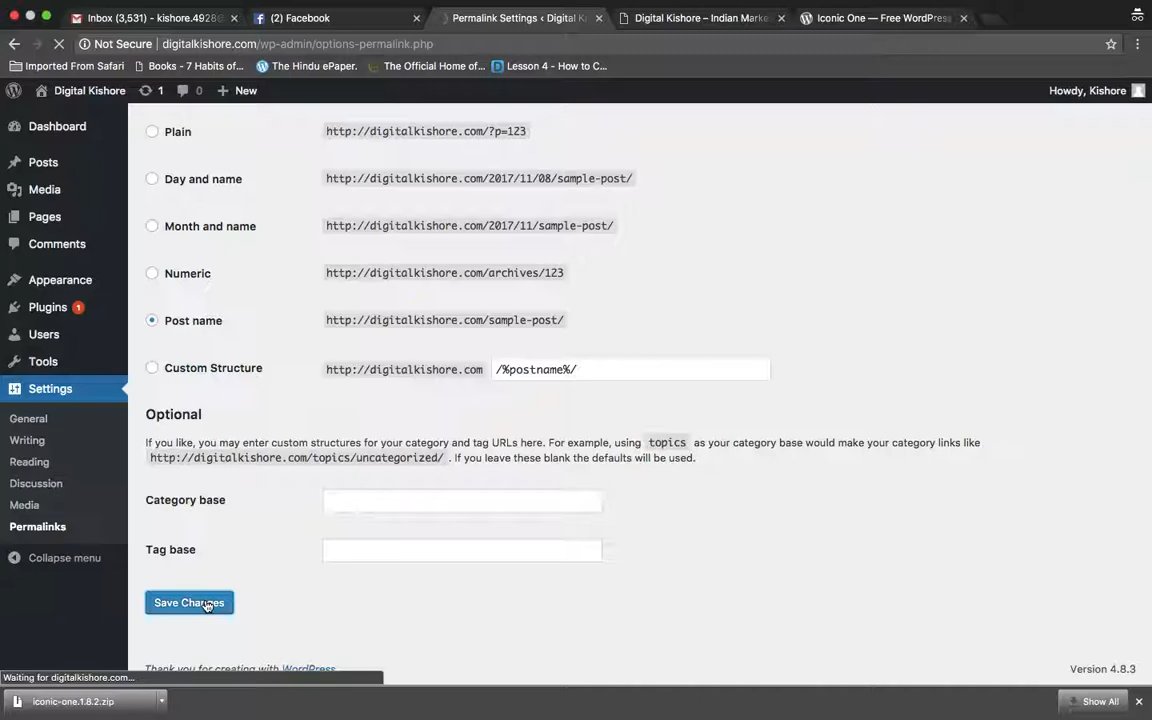 Inbox (3,531) - kishore.4928@
(2) Facebook
Permalink Settings ‹ Digital Ki
Digital Kishore – Indian Marke
Iconic One — Free WordPress
Not Secure | digitalkishore.com/wp-admin/options-permalink.php
Imported From Safari
Books - 7 Habits of...
The Hindu ePaper.
The Official Home of...
Lesson 4 - How to C...
Digital Kishore
1
0
New
Howdy, Kishore
Dashboard
Posts
Media
Pages
Comments
Appearance
Plugins 1
Users
Tools
Settings
General
Writing
Reading
Discussion
Media
Permalinks
Collapse menu
Plain http://digitalkishore.com/?p=123
Day and name http://digitalkishore.com/2017/11/08/sample-post/
Month and name http://digitalkishore.com/2017/11/sample-post/
Numeric http://digitalkishore.com/archives/123
Post name http://digitalkishore.com/sample-post/
Custom Structure http://digitalkishore.com /%postname%/
Optional
If you like, you may enter custom structures for your category and tag URLs here. For example, using topics as your category base would make your category links like
http://digitalkishore.com/topics/uncategorized/ . If you leave these blank the defaults will be used.
Category base
Tag base
Save Changes
Thank you for creating with WordPress
Version 4.8.3
Waiting for digitalkishore.com...
iconic-one.1.8.2.zip
Show All